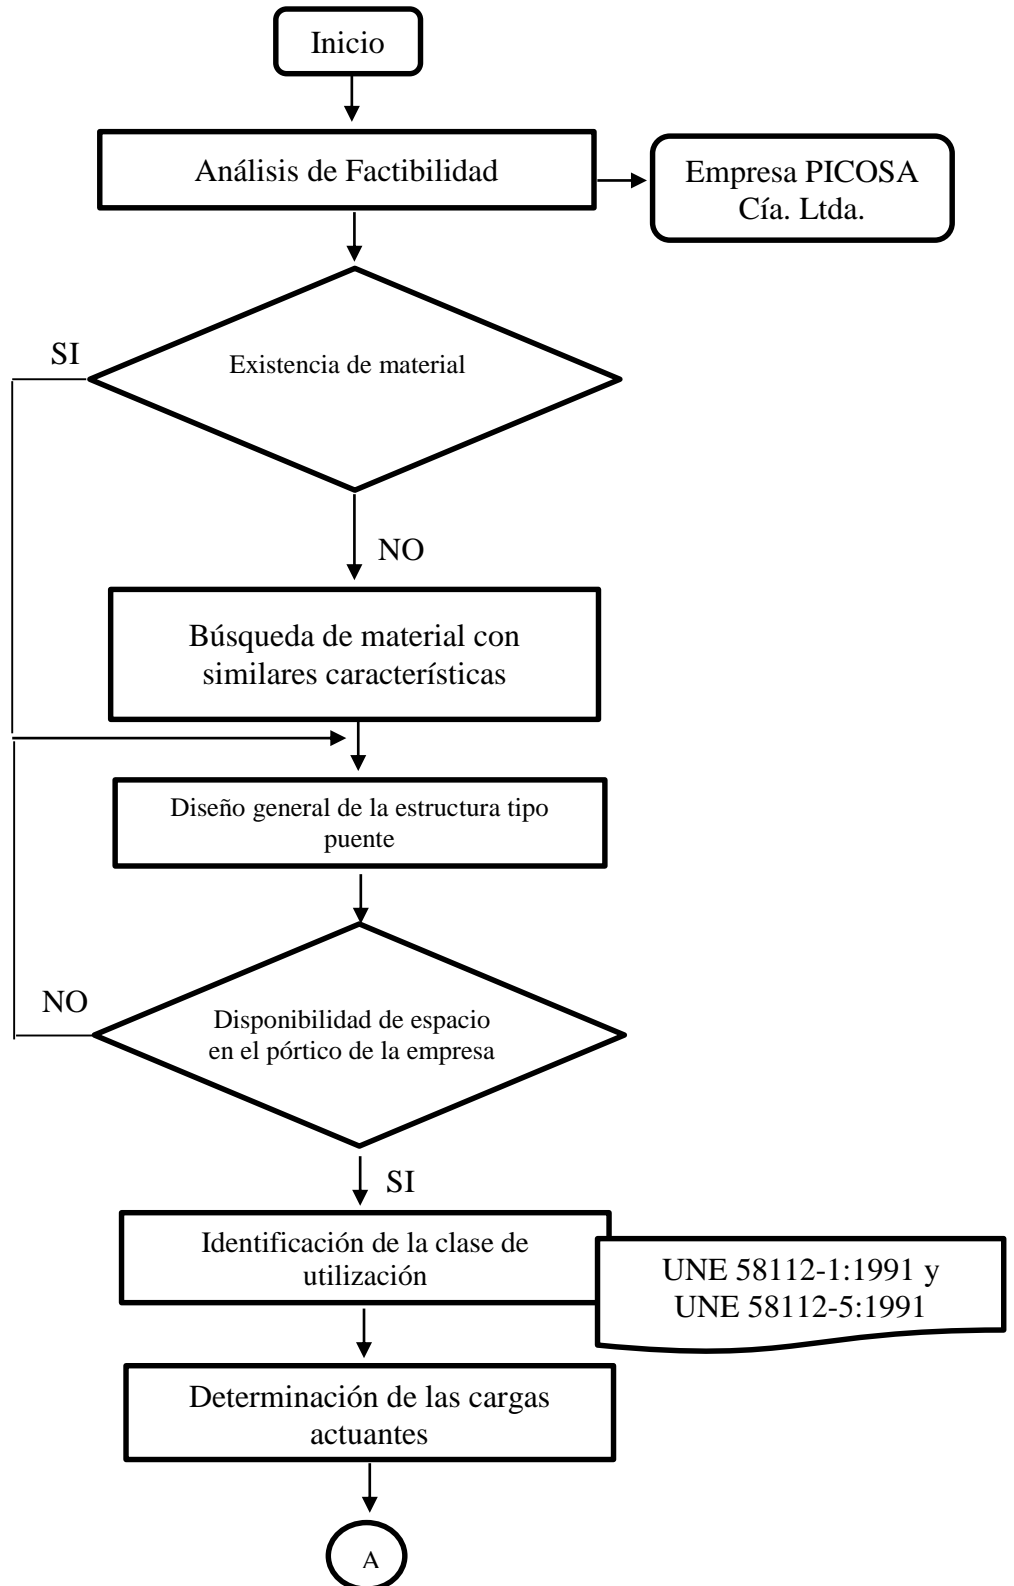 Inicio
Análisis de Factibilidad
Empresa PICOSA
Cía. Ltda.
SI
Existencia de material
NO
Búsqueda de material con
similares característícas
Diseño general de la estructura tipo
puente
NO
Disponibilidad de espacio
en el pórtico de la empresa
SI
Identificación de la clase de
utilización
UNE 58112-1:1991 y
UNE 58112-5:1991
Determinación de las cargas
actuantes
A